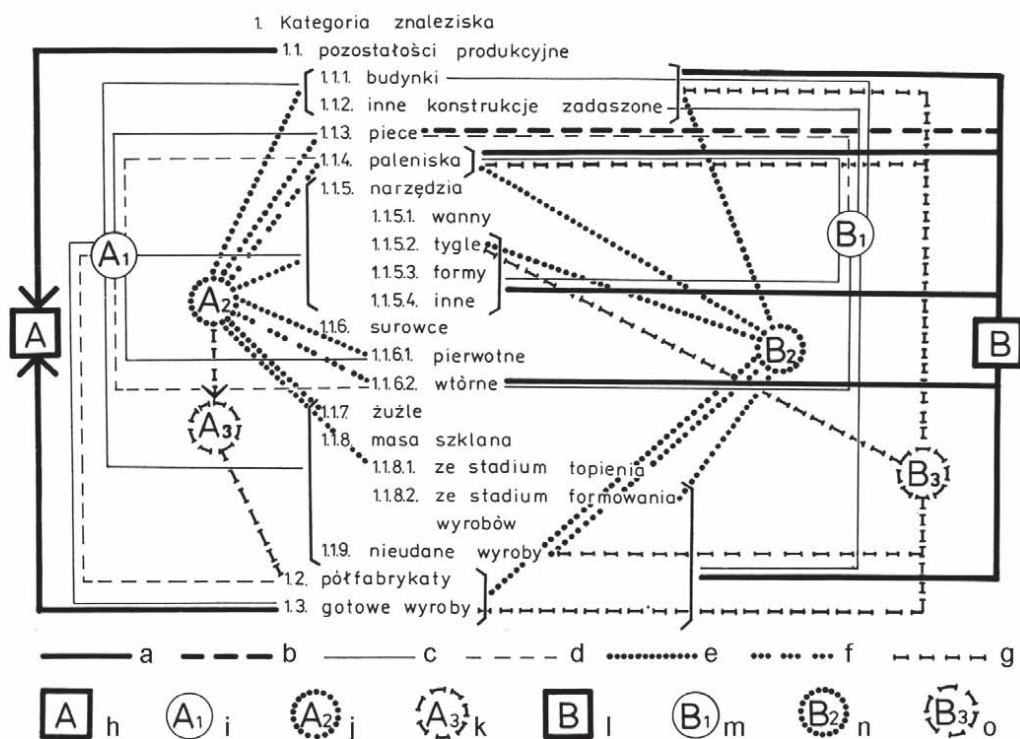 1. Kategoria znaleziska
1.1. pozostałości produkcyjne
1.1.1. budynki
1.1.2. inne konstrukcje zadaszone
1.1.3. piece
1.1.4. paleniska
1.1.5. narzędzia
1.1.5.1. wanny
1.1.5.2. tygle
1.1.5.3. formy
1.1.5.4. inne
1.1.6. surowce
1.1.6.1. pierwotne
1.1.6.2. wtórne
1.1.7. żużle
1.1.8. masa szklana
1.1.8.1. ze stadium topienia
1.1.8.2. ze stadium formowania
wyrobów
1.1.9. nieudane wyroby
1.2. półfabrykaty
1.3. gotowe wyroby
A
A1
A2
A3
B1
B2
B
B3
a b c d e f g
A h A1 i A2 j A3 k B l B1 m B2 n B3 o